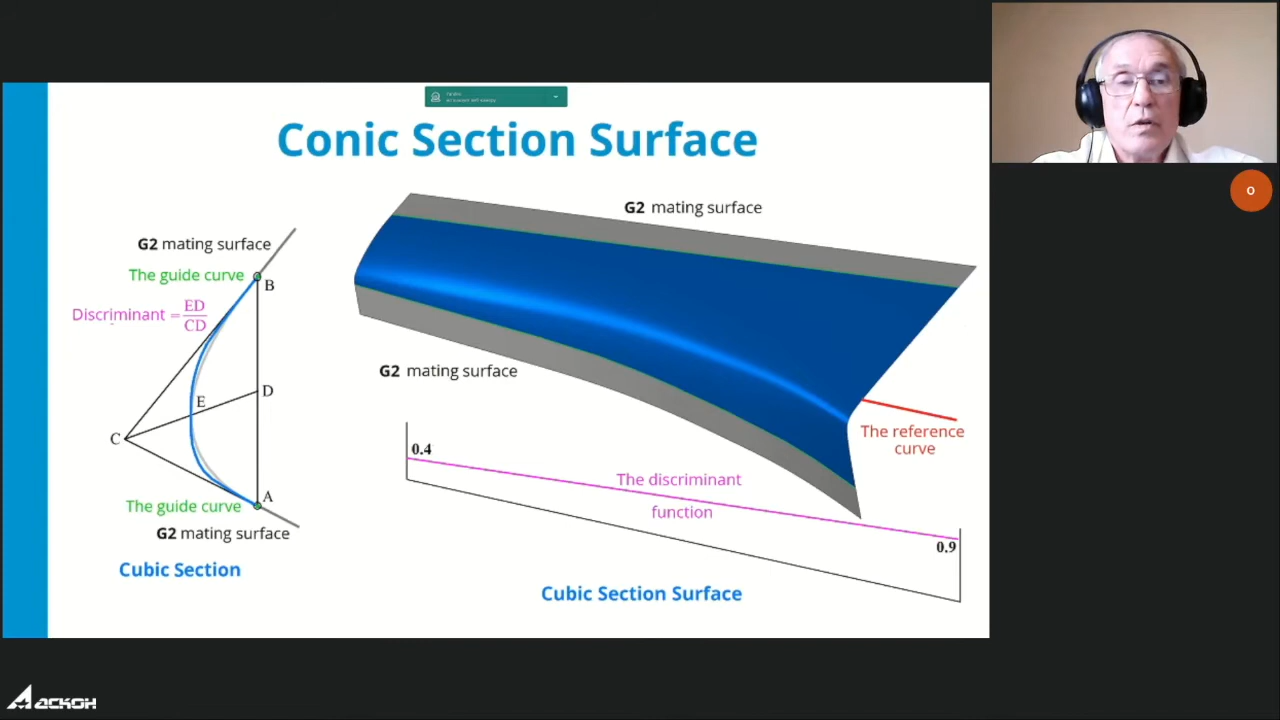 Conic Section Surface
G2 mating surface
The guide curve
B
Discriminant = ED
CD
D
E
C
A
The guide curve
G2 mating surface
Cubic Section
G2 mating surface
G2 mating surface
The reference
curve
0.4
The discriminant
function
0.9
Cubic Section Surface
O
АСКОН